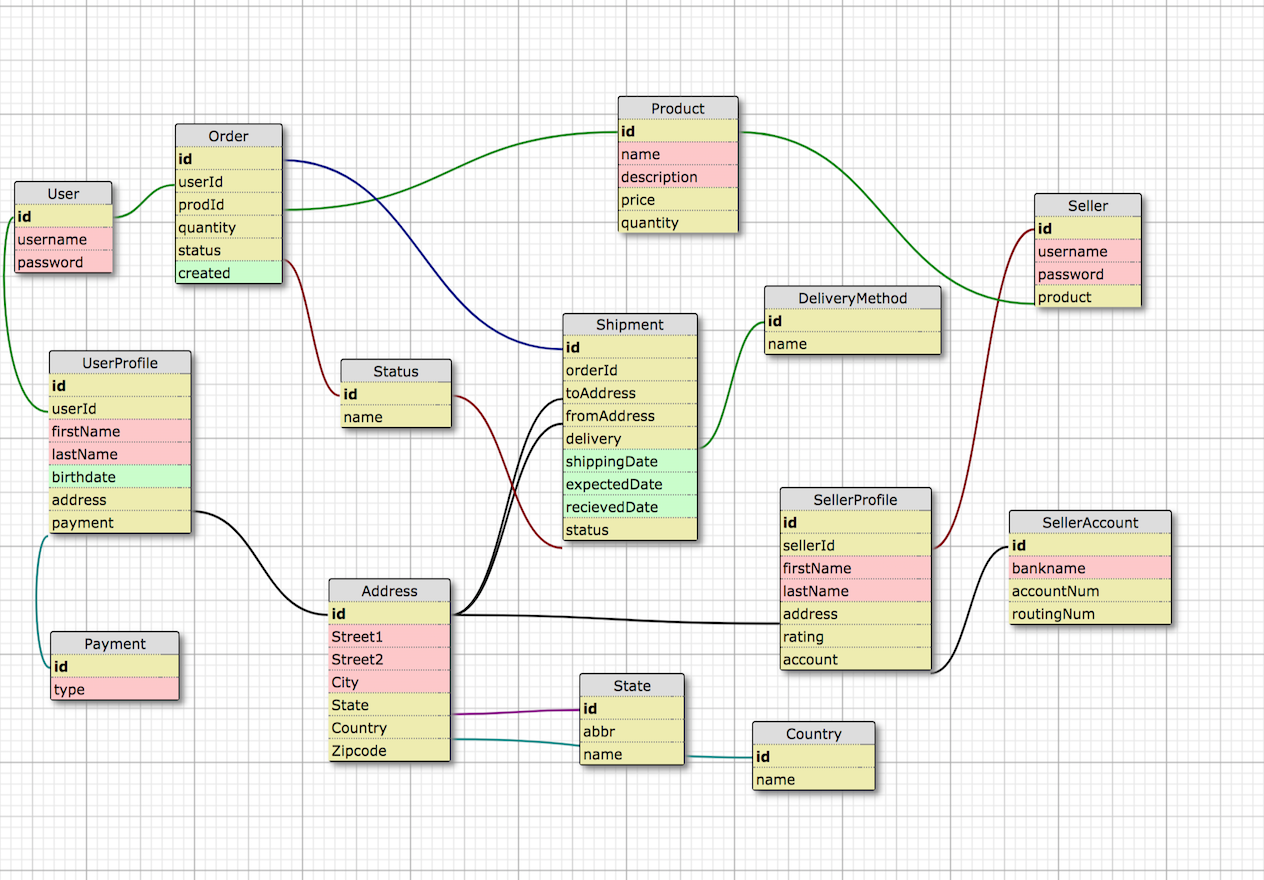 Product
id
name
description
price
quantity
Order
id
userId
prodId
quantity
status
created
User
id
username
password
Seller
id
username
password
product
DeliveryMethod
id
name
Shipment
id
orderId
toAddress
fromAddress
delivery
shippingDate
expectedDate
recievedDate
status
UserProfile
id
userId
firstName
lastName
birthdate
address
payment
Status
id
name
SellerProfile
id
sellerId
firstName
lastName
address
rating
account
SellerAccount
id
bankname
accountNum
routingNum
Address
id
Street1
Street2
City
State
Country
Zipcode
Payment
id
type
State
id
abbr
name
Country
id
name